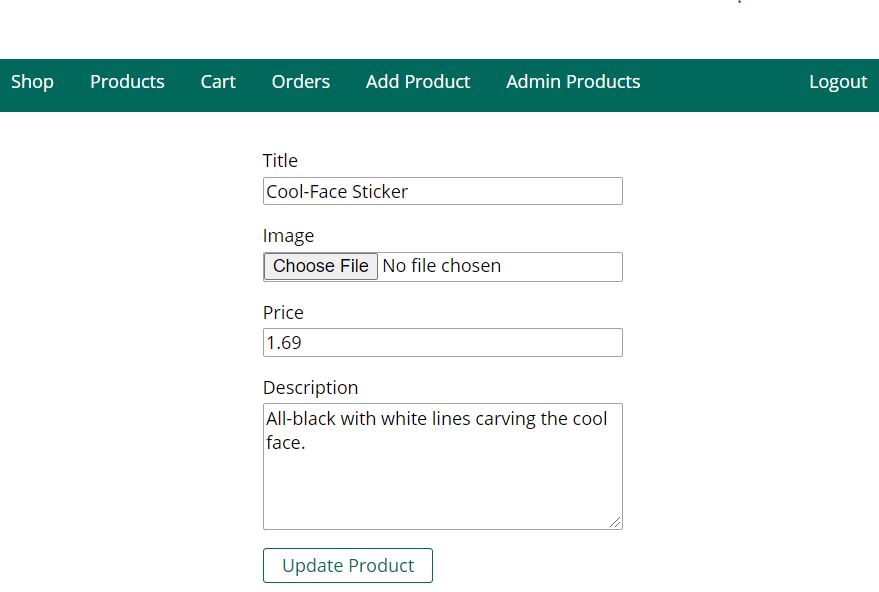 Shop Products Cart Orders Add Product Admin Products Logout
Title
Cool-Face Sticker
Image
Choose File No file chosen
Price
1.69
Description
All-black with white lines carving the cool
face.
Update Product